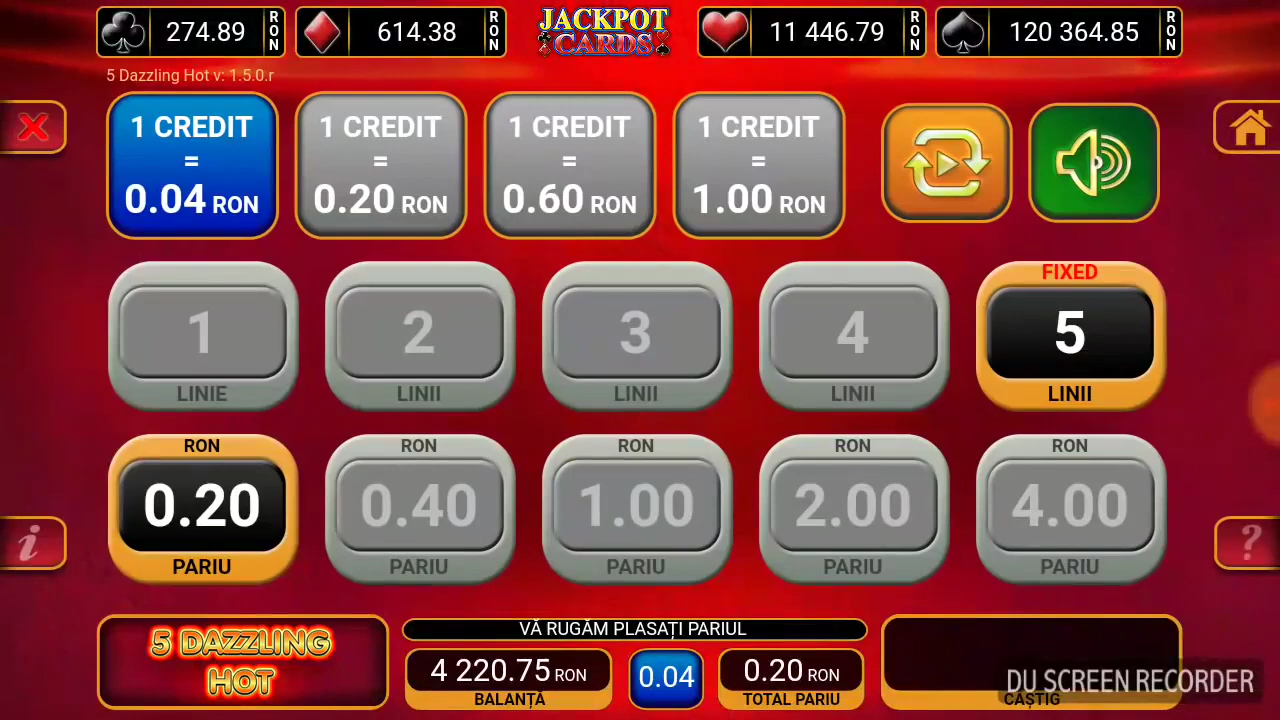 274.89 RON
614.38 RON
JACKPOT
CARDS
11 446.79 RON
120 364.85 RON
5 Dazzling Hot v: 1.5.0.r
1 CREDIT
=
0.04 RON
1 CREDIT
=
0.20 RON
1 CREDIT
=
0.60 RON
1 CREDIT
=
1.00 RON
FIXED
1
LINIE
2
LINII
3
LINII
4
LINII
5
LINII
RON
0.20
PARIU
RON
0.40
PARIU
RON
1.00
PARIU
RON
2.00
PARIU
RON
4.00
PARIU
i
?
5 DAZZLING
HOT
VĂ RUGĂM PLASAȚI PARIUL
4 220.75 RON
BALANȚĂ
0.04
0.20 RON
TOTAL PARIU
DU SCREEN RECORDER
CÂȘTIG